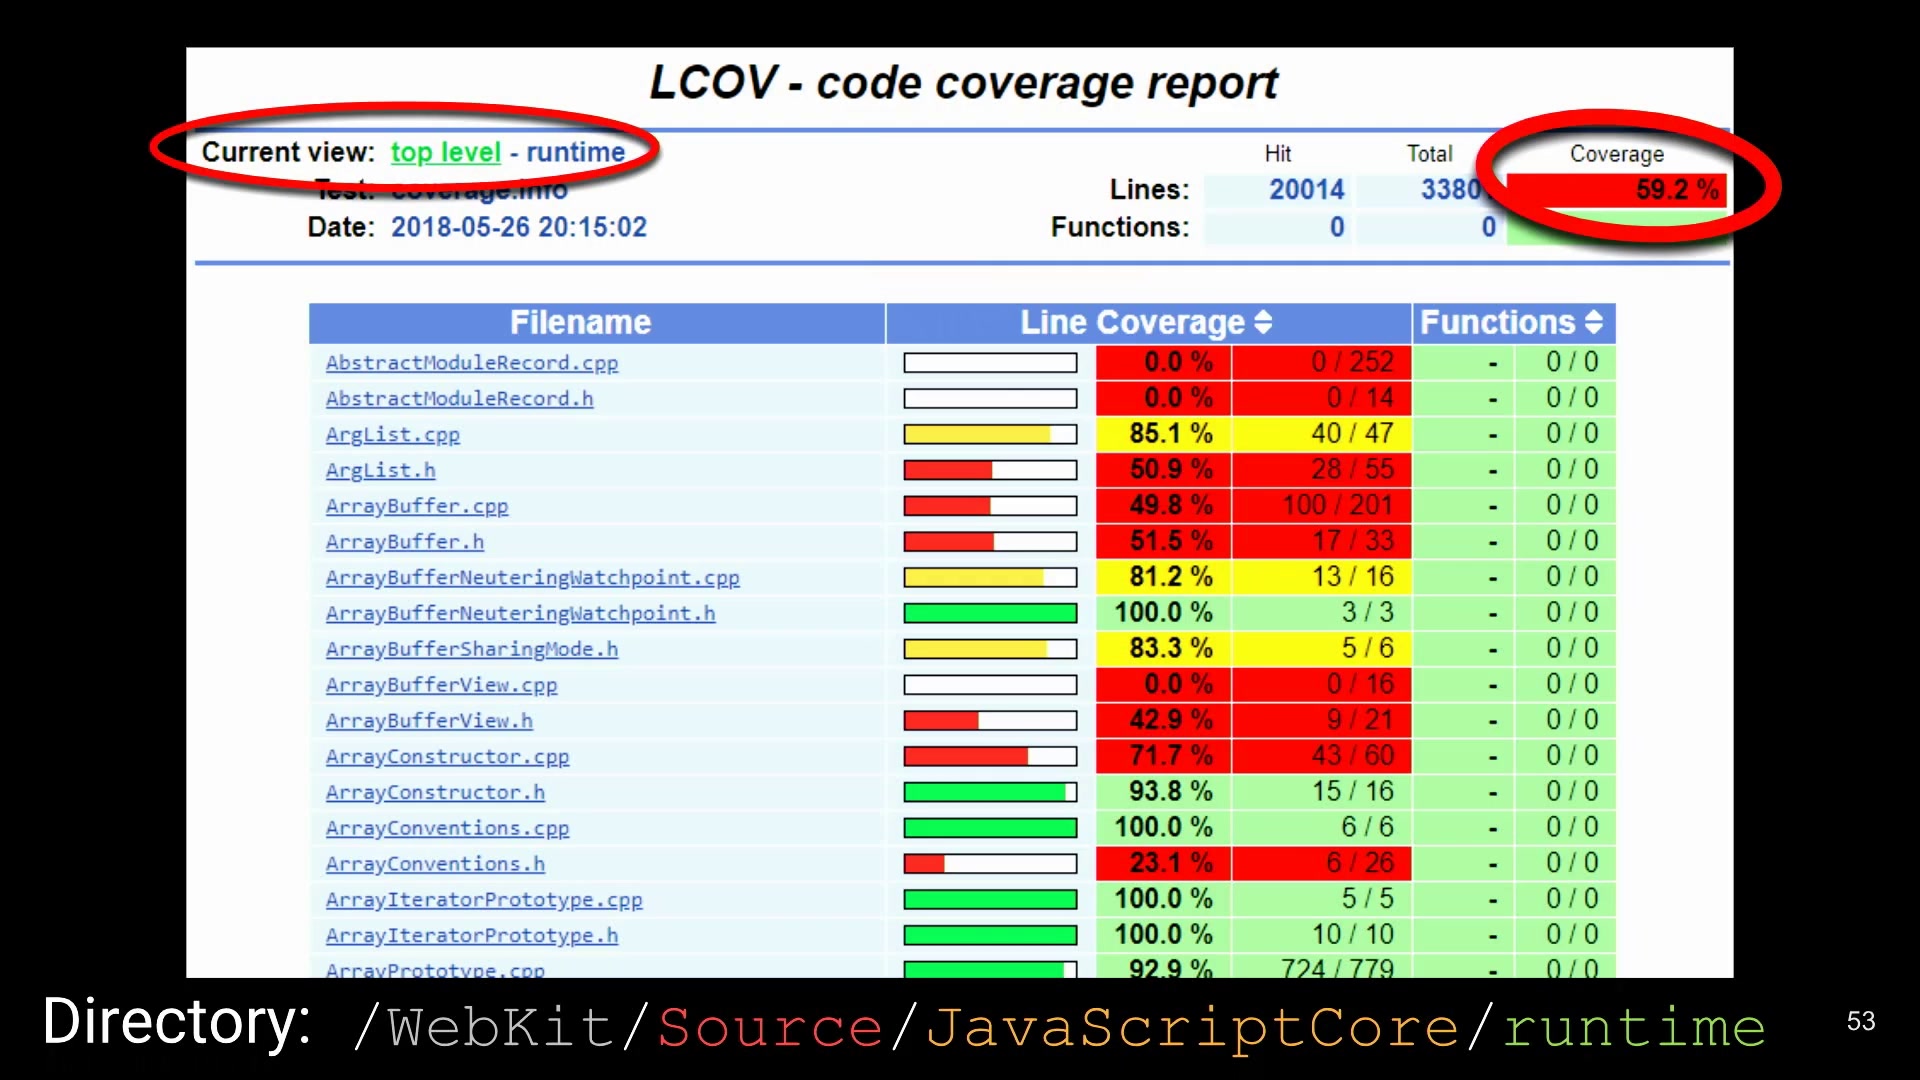 LCOV - code coverage report
Current view: top level - runtime
Hit Total Coverage
Test: coverage.info
Lines: 20014 3380 59.2 %
Date: 2018-05-26 20:15:02
Functions: 0 0
Filename Line Coverage Functions
AbstractModuleRecord.cpp 0.0 % 0 / 252 - 0 / 0
AbstractModuleRecord.h 0.0 % 0 / 14 - 0 / 0
ArgList.cpp 85.1 % 40 / 47 - 0 / 0
ArgList.h 50.9 % 28 / 55 - 0 / 0
ArrayBuffer.cpp 49.8 % 100 / 201 - 0 / 0
ArrayBuffer.h 51.5 % 17 / 33 - 0 / 0
ArrayBufferNeuteringWatchpoint.cpp 81.2 % 13 / 16 - 0 / 0
ArrayBufferNeuteringWatchpoint.h 100.0 % 3 / 3 - 0 / 0
ArrayBufferSharingMode.h 83.3 % 5 / 6 - 0 / 0
ArrayBufferView.cpp 0.0 % 0 / 16 - 0 / 0
ArrayBufferView.h 42.9 % 9 / 21 - 0 / 0
ArrayConstructor.cpp 71.7 % 43 / 60 - 0 / 0
ArrayConstructor.h 93.8 % 15 / 16 - 0 / 0
ArrayConventions.cpp 100.0 % 6 / 6 - 0 / 0
ArrayConventions.h 23.1 % 6 / 26 - 0 / 0
ArrayIteratorPrototype.cpp 100.0 % 5 / 5 - 0 / 0
ArrayIteratorPrototype.h 100.0 % 10 / 10 - 0 / 0
ArrayPrototype.cpp 92.9 % 724 / 779 - 0 / 0
Directory: /WebKit/Source/JavaScriptCore/runtime
53